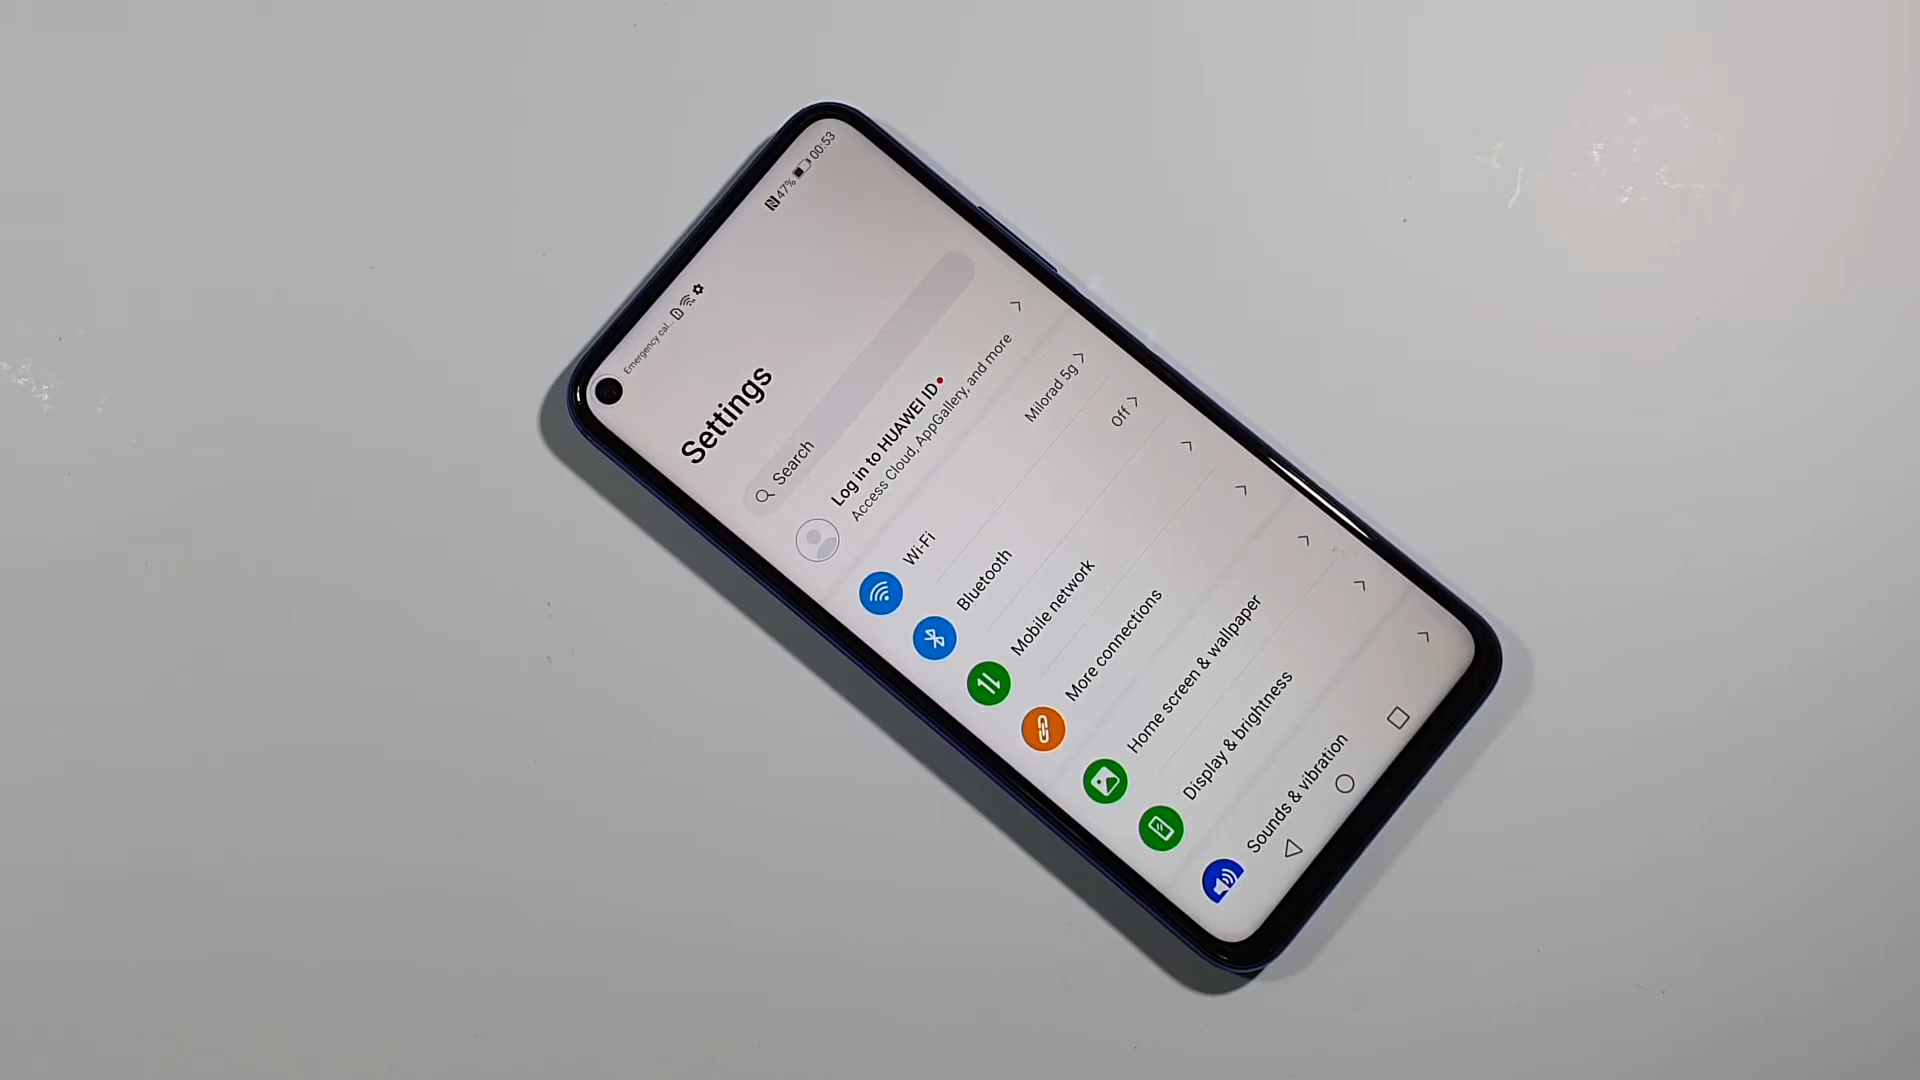 Emergency cal... 47% 00:53
Settings
Search
Log in to HUAWEI ID
Access Cloud, AppGallery, and more
Wi-Fi Milorad 5g
Bluetooth Off
Mobile network
More connections
Home screen & wallpaper
Display & brightness
Sounds & vibration